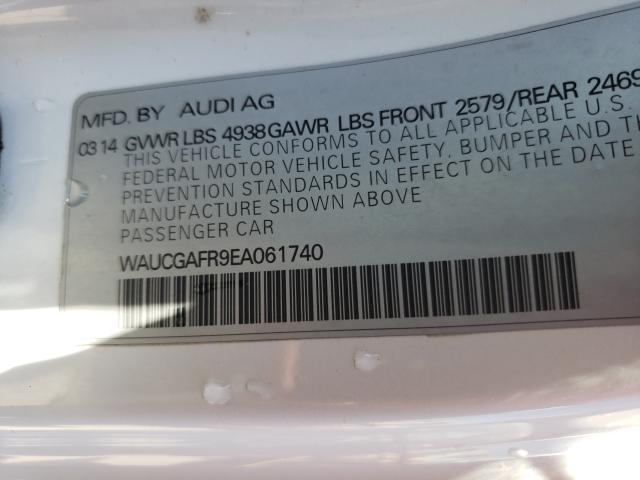 MFD. BY AUDI AG
03 14 GVWR LBS 4938 GAWR LBS FRONT 2579/REAR 2469
THIS VEHICLE CONFORMS TO ALL APPLICABLE U.S.
FEDERAL MOTOR VEHICLE SAFETY, BUMPER AND THE
PREVENTION STANDARDS IN EFFECT ON THE DATE
MANUFACTURE SHOWN ABOVE
PASSENGER CAR
WAUCGAFR9EA061740